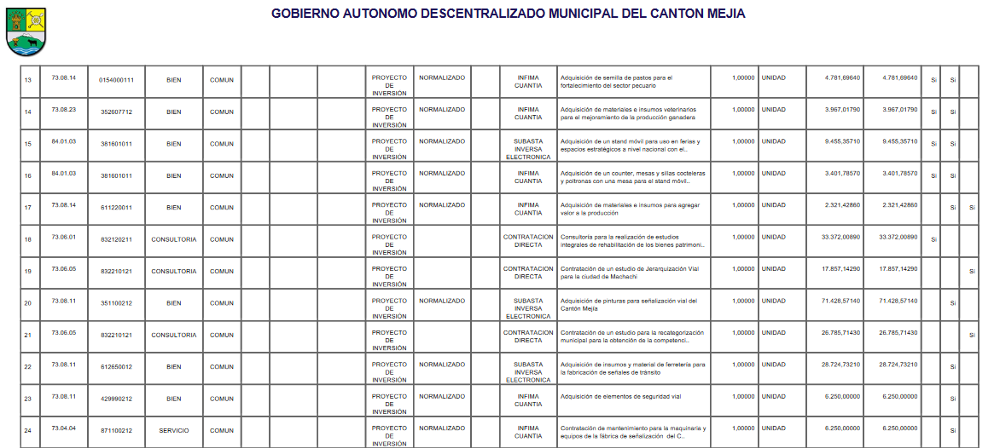 GOBIERNO AUTONOMO DESCENTRALIZADO MUNICIPAL DEL CANTON MEJIA
13 73.08.14 0154000111 BIEN COMUN PROYECTO DE INVERSIÓN NORMALIZADO INFIMA CUANTIA Adquisición de semilla de pastos para el fortalecimiento del sector pecuario 1,00000 UNIDAD 4.781,69640 4.781,69640 Si Si
14 73.08.23 352607712 BIEN COMUN PROYECTO DE INVERSIÓN NORMALIZADO INFIMA CUANTIA Adquisición de materiales e insumos veterinarios para el mejoramiento de la producción ganadera 1,00000 UNIDAD 3.967,01790 3.967,01790 Si Si
15 84.01.03 381601011 BIEN COMUN PROYECTO DE INVERSIÓN NORMALIZADO SUBASTA INVERSA ELECTRONICA Adquisición de un stand móvil para uso en ferias y espacios estratégicos a nivel nacional con el.. 1,00000 UNIDAD 9.455,35710 9.455,35710 Si Si
16 84.01.03 381601011 BIEN COMUN PROYECTO DE INVERSIÓN NORMALIZADO INFIMA CUANTIA Adquisición de un counter, mesas y sillas cocteleras y poltronas con una mesa para el stand móvil.. 1,00000 UNIDAD 3.401,78570 3.401,78570 Si Si
17 73.08.14 611220011 BIEN COMUN PROYECTO DE INVERSIÓN NORMALIZADO INFIMA CUANTIA Adquisición de materiales e insumos para agregar valor a la producción 1,00000 UNIDAD 2.321,42860 2.321,42860 Si Si
18 73.06.01 832120211 CONSULTORIA COMUN PROYECTO DE INVERSIÓN CONTRATACION DIRECTA Consultoría para la realización de estudios integrales de rehabilitación de los bienes patrimoni.. 1,00000 UNIDAD 33.372,00890 33.372,00890 Si
19 73.06.05 832210121 CONSULTORIA COMUN PROYECTO DE INVERSIÓN CONTRATACION DIRECTA Contratación de un estudio de Jerarquización Vial para la ciudad de Machachi 1,00000 UNIDAD 17.857,14290 17.857,14290 Si
20 73.08.11 351100212 BIEN COMUN PROYECTO DE INVERSIÓN NORMALIZADO SUBASTA INVERSA ELECTRONICA Adquisición de pinturas para señalización vial del Cantón Mejía 1,00000 UNIDAD 71.428,57140 71.428,57140 Si
21 73.06.05 832210121 CONSULTORIA COMUN PROYECTO DE INVERSIÓN CONTRATACION DIRECTA Contratación de un estudio para la recategorización municipal para la obtención de la competenci.. 1,00000 UNIDAD 26.785,71430 26.785,71430 Si
22 73.08.11 612650012 BIEN COMUN PROYECTO DE INVERSIÓN NORMALIZADO SUBASTA INVERSA ELECTRONICA Adquisición de insumos y material de ferretería para la fabricación de señales de tránsito 1,00000 UNIDAD 28.724,73210 28.724,73210 Si
23 73.08.11 429990212 BIEN COMUN PROYECTO DE INVERSIÓN NORMALIZADO INFIMA CUANTIA Adquisición de elementos de seguridad vial 1,00000 UNIDAD 6.250,00000 6.250,00000 Si
24 73.04.04 871100212 SERVICIO COMUN PROYECTO DE INVERSIÓN NORMALIZADO INFIMA CUANTIA Contratación de mantenimiento para la maquinaria y equipos de la fábrica de señalización del C.. 1,00000 UNIDAD 6.250,00000 6.250,00000 Si